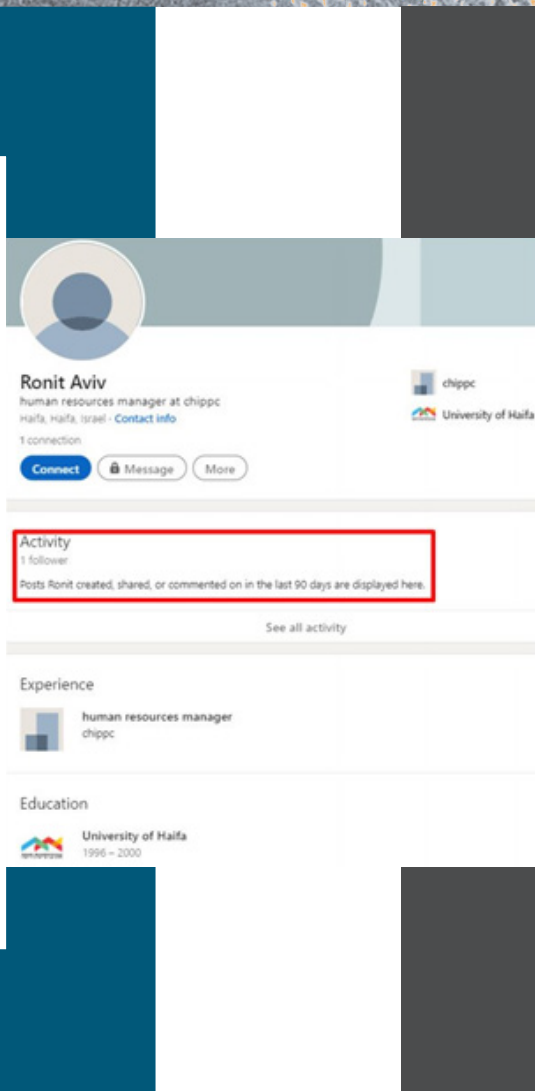 Ronit Aviv
human resources manager at chippc
Haifa, Haifa, Israel · Contact info
1 connection
Connect
Message
More
chippc
University of Haifa
Activity
1 follower
Posts Ronit created, shared, or commented on in the last 90 days are displayed here.
See all activity
Experience
human resources manager
chippc
Education
University of Haifa
1996 – 2000